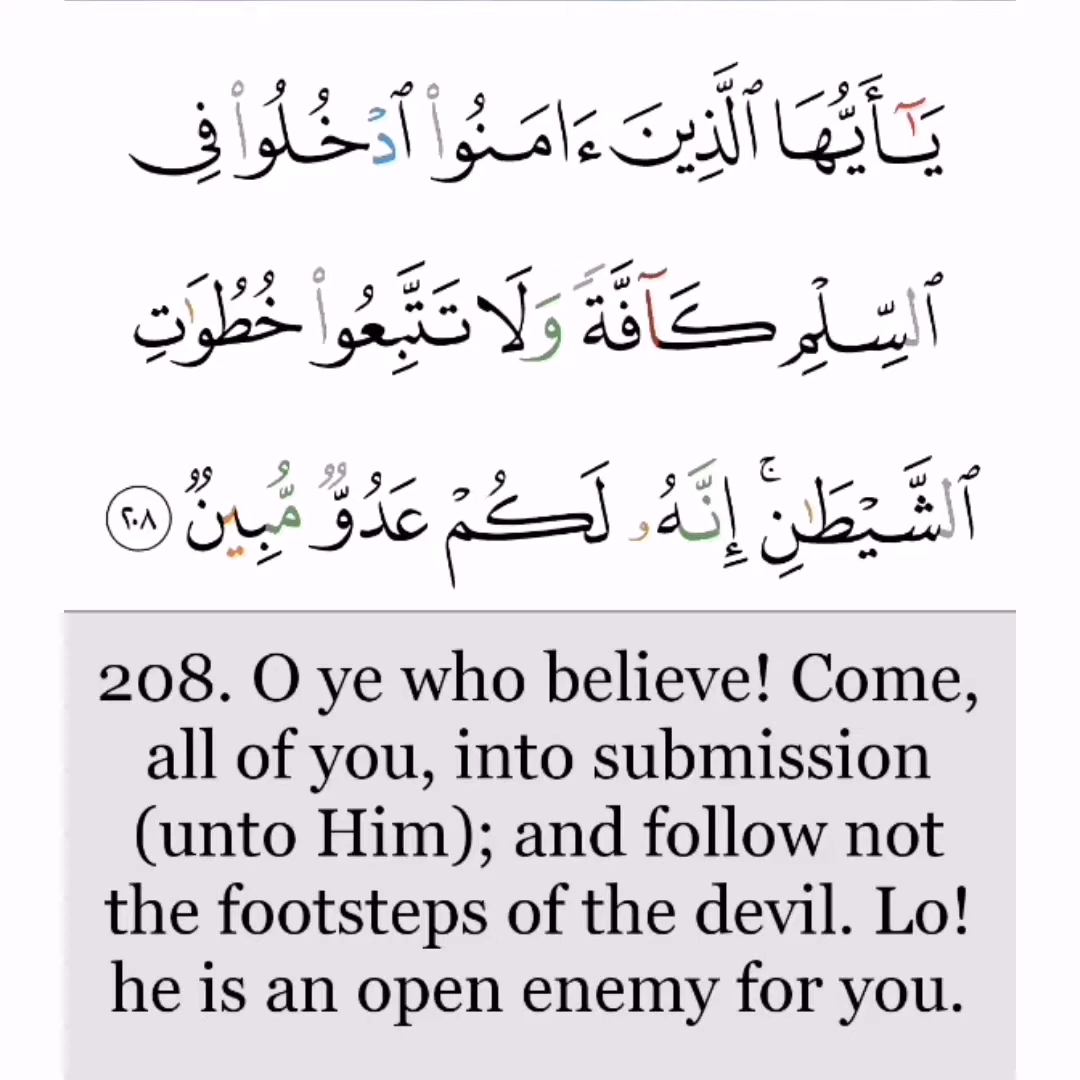 يَـٰٓأَيُّهَا ٱلَّذِينَ ءَامَنُوا۟ ٱدْخُلُوا۟ فِى
ٱلسِّلْمِ كَآفَّةً وَلَا تَتَّبِعُوا۟ خُطُوَٰتِ
ٱلشَّيْطَـٰنِ ۚ إِنَّهُۥ لَكُمْ عَدُوٌّ مُّبِينٌ ٢٠٨
208. O ye who believe! Come,
all of you, into submission
(unto Him); and follow not
the footsteps of the devil. Lo!
he is an open enemy for you.